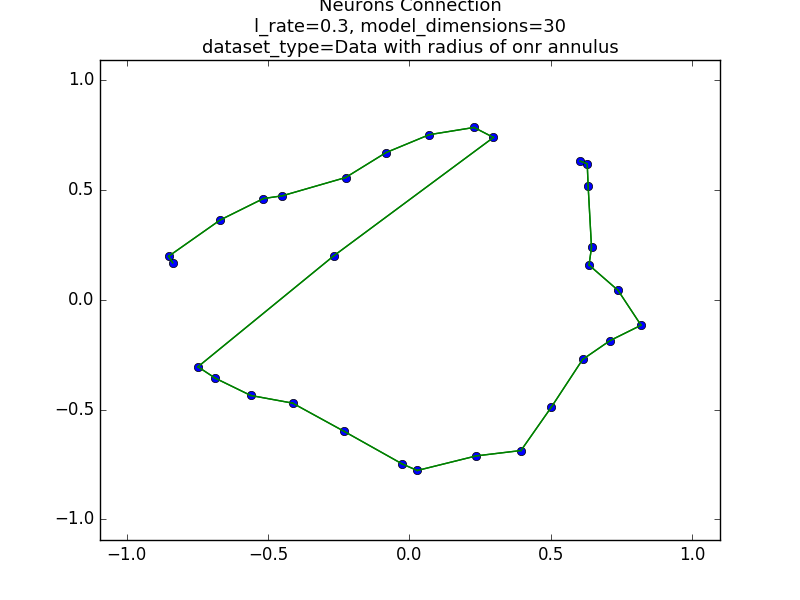 Neurons Connection
l_rate=0.3, model_dimensions=30
dataset_type=Data with radius of onr annulus
1.0
0.5
0.0
−0.5
−1.0
−1.0 −0.5 0.0 0.5 1.0